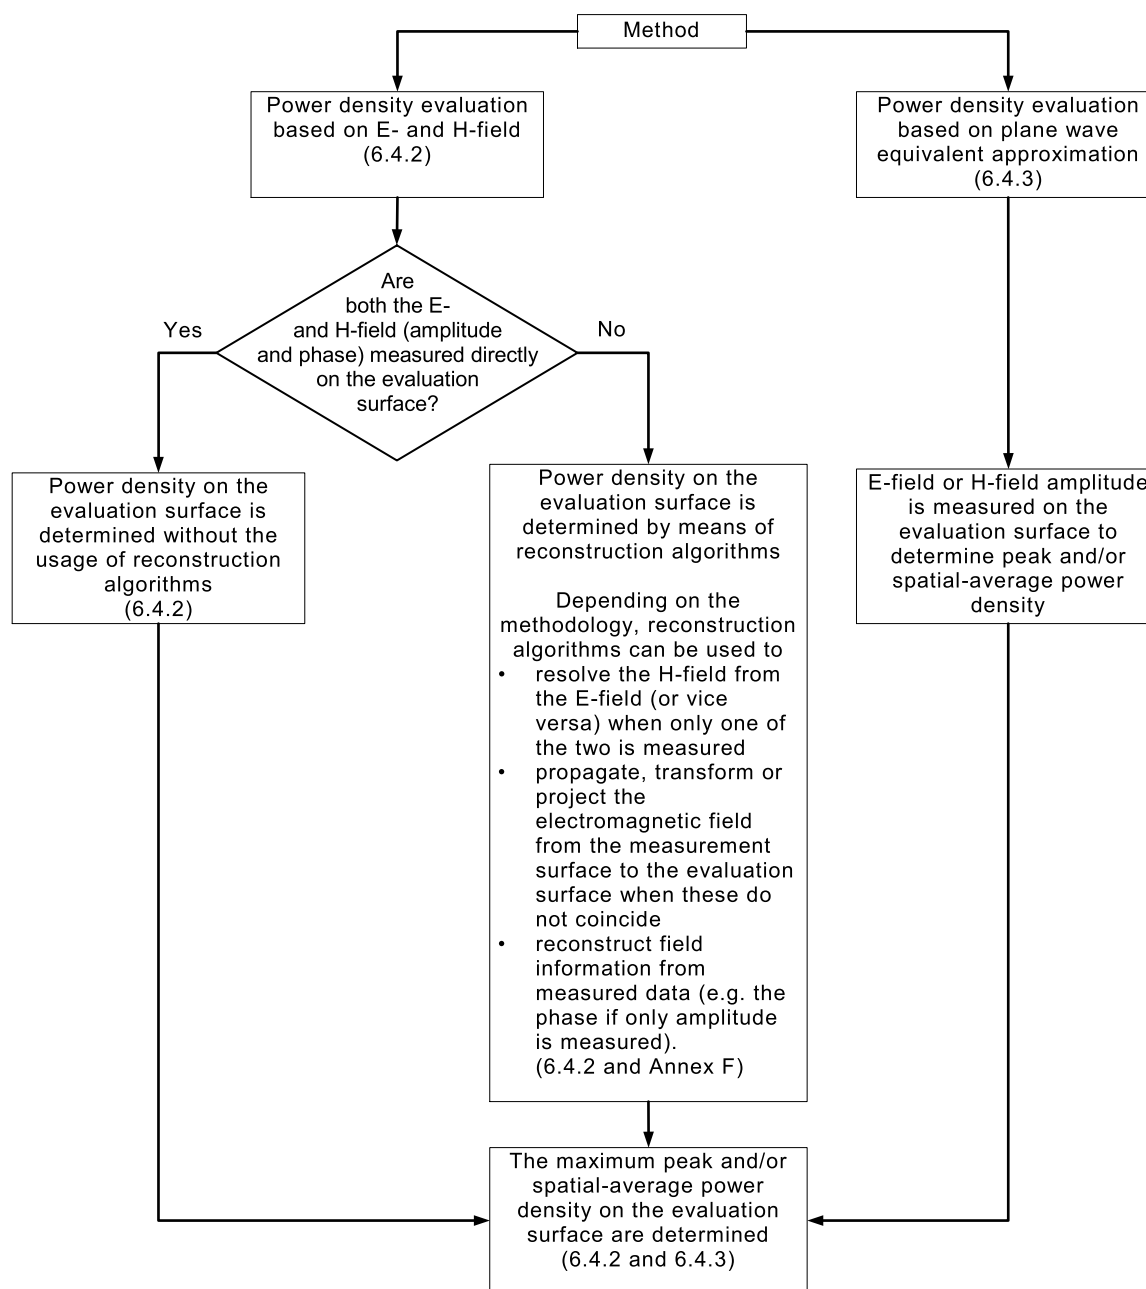 Method
Power density evaluation
based on E- and H-field
(6.4.2)
Power density evaluation
based on plane wave
equivalent approximation
(6.4.3)
Are
both the E-
and H-field (amplitude
and phase) measured directly
on the evaluation
surface?
Yes
No
Power density on the
evaluation surface is
determined without the
usage of reconstruction
algorithms
(6.4.2)
Power density on the
evaluation surface is
determined by means of
reconstruction algorithms
Depending on the
methodology, reconstruction
algorithms can be used to
• resolve the H-field from
the E-field (or vice
versa) when only one of
the two is measured
• propagate, transform or
project the
electromagnetic field
from the measurement
surface to the evaluation
surface when these do
not coincide
• reconstruct field
information from
measured data (e.g. the
phase if only amplitude
is measured).
(6.4.2 and Annex F)
E-field or H-field amplitude
is measured on the
evaluation surface to
determine peak and/or
spatial-average power
density
The maximum peak and/or
spatial-average power
density on the evaluation
surface are determined
(6.4.2 and 6.4.3)